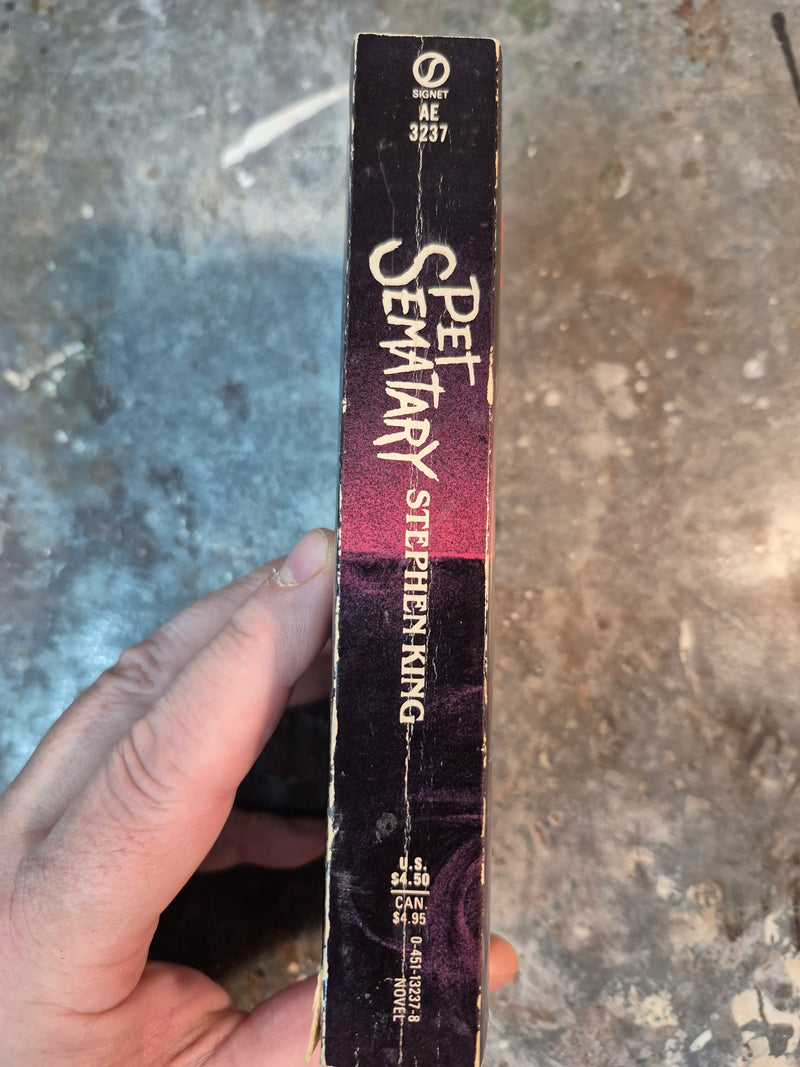 SIGNET
AE
3237
PET
SEMATARY
STEPHEN KING
U.S.
$4.50
CAN.
$4.95
0-451-13237-8
NOVEL